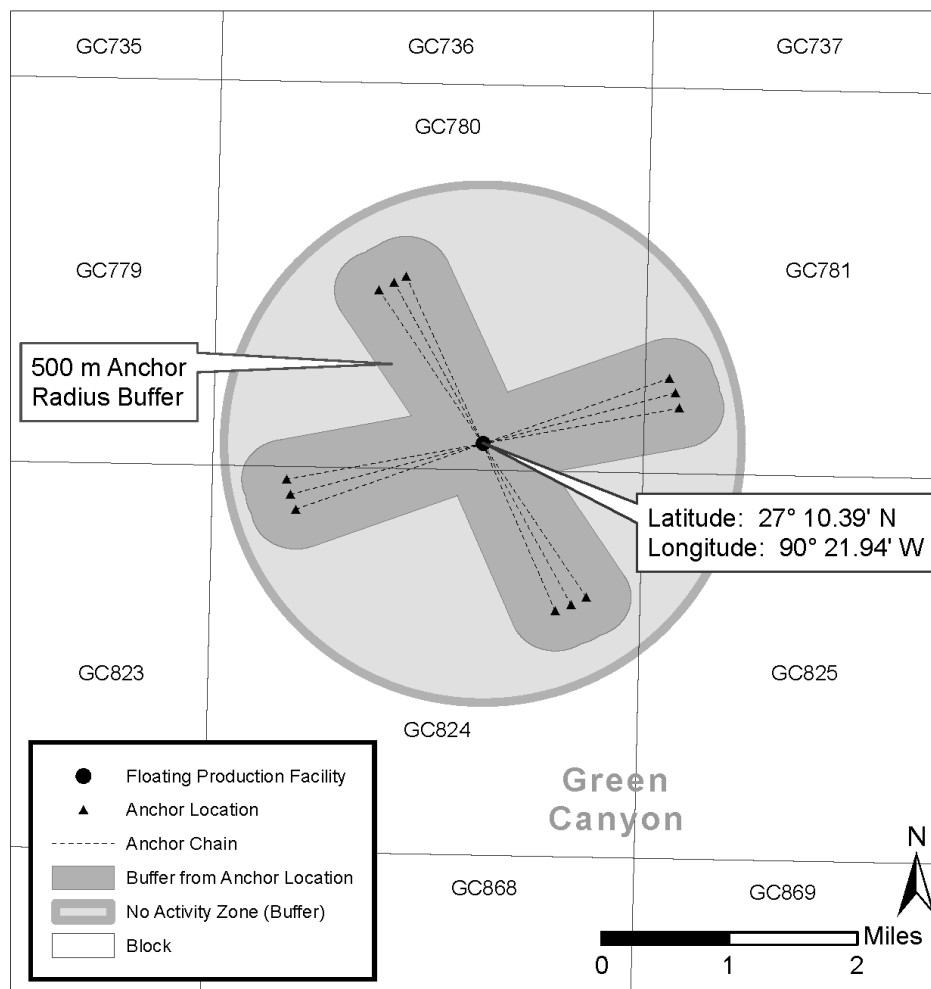 GC735
GC736
GC737
GC780
GC779
GC781
500 m Anchor
Radius Buffer
Latitude: 27° 10.39' N
Longitude: 90° 21.94' W
GC823
GC825
GC824
Green
Canyon
Floating Production Facility
Anchor Location
Anchor Chain
Buffer from Anchor Location
No Activity Zone (Buffer)
Block
GC868
GC869
N
Miles
0 1 2